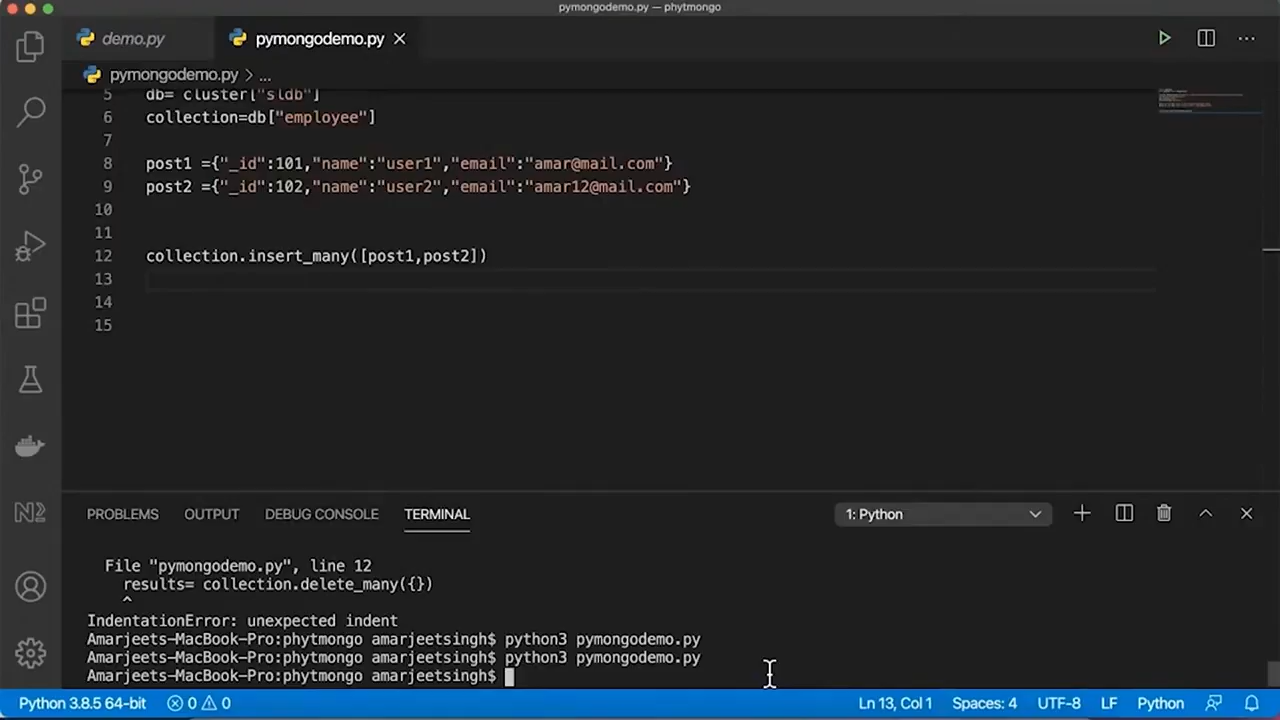 pymongodemo.py — phytmongo
demo.py
pymongodemo.py
pymongodemo.py > ...
5 db= cluster["sldb"]
6 collection=db["employee"]
7
8 post1 ={"_id":101,"name":"user1","email":"amar@mail.com"}
9 post2 ={"_id":102,"name":"user2","email":"amar12@mail.com"}
10
11
12 collection.insert_many([post1,post2])
13
14
15
PROBLEMS OUTPUT DEBUG CONSOLE TERMINAL 1: Python
File "pymongodemo.py", line 12
results= collection.delete_many({})
^
IndentationError: unexpected indent
Amarjeets-MacBook-Pro:phytmongo amarjeetsingh$ python3 pymongodemo.py
Amarjeets-MacBook-Pro:phytmongo amarjeetsingh$ python3 pymongodemo.py
Amarjeets-MacBook-Pro:phytmongo amarjeetsingh$
Python 3.8.5 64-bit 0 0 Ln 13, Col 1 Spaces: 4 UTF-8 LF Python